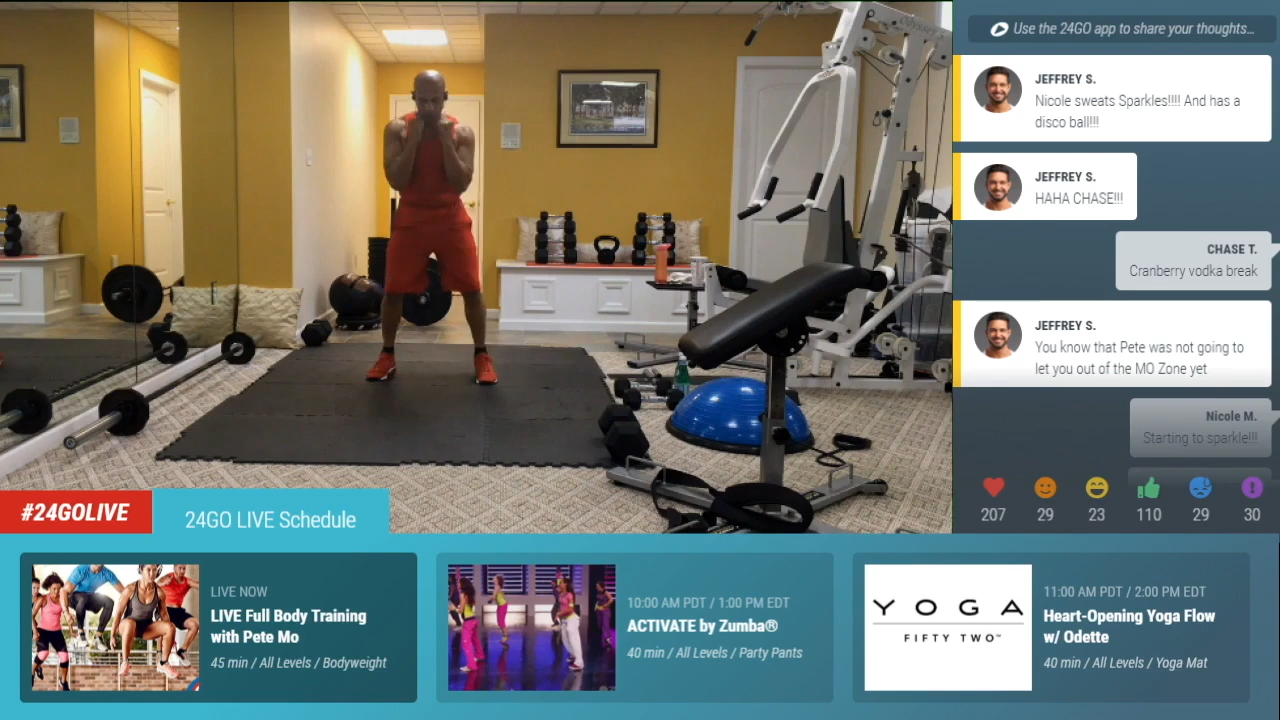 Use the 24GO app to share your thoughts...
JEFFREY S.
Nicole sweats Sparkles!!!! And has a
disco ball!!!
JEFFREY S.
HAHA CHASE!!!
CHASE T.
Cranberry vodka break
JEFFREY S.
You know that Pete was not going to
let you out of the MO Zone yet
Nicole M.
Starting to sparkle!!!
207
29
23
110
29
30
#24GOLIVE
24GO LIVE Schedule
LIVE NOW
LIVE Full Body Training
with Pete Mo
45 min / All Levels / Bodyweight
10:00 AM PDT / 1:00 PM EDT
ACTIVATE by Zumba®
40 min / All Levels / Party Pants
YOGA
FIFTY TWO™
11:00 AM PDT / 2:00 PM EDT
Heart-Opening Yoga Flow
w/ Odette
40 min / All Levels / Yoga Mat